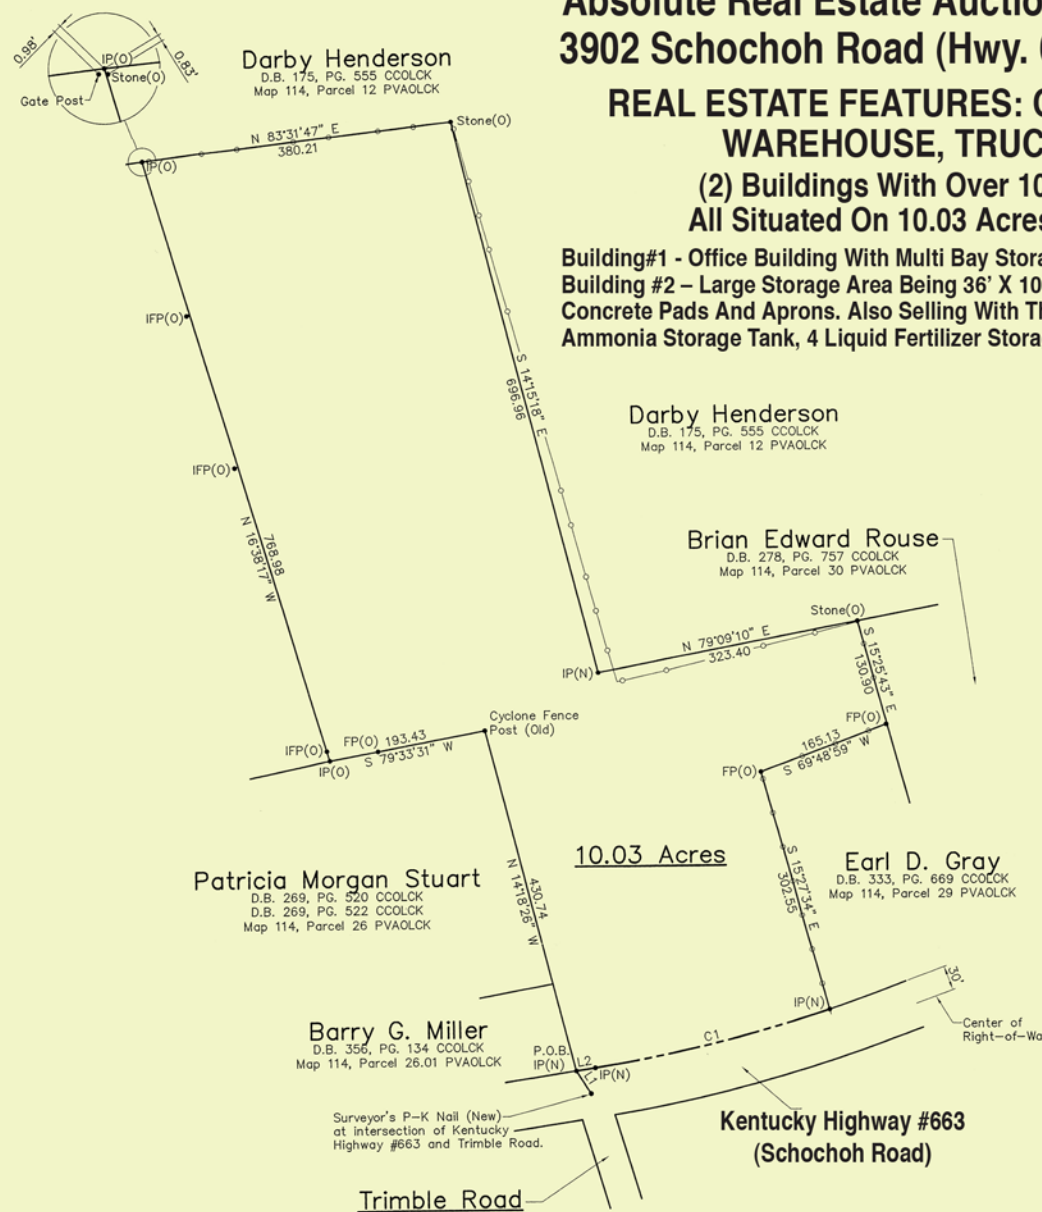 Absolute Real Estate Auctio
3902 Schochoh Road (Hwy.
REAL ESTATE FEATURES:
WAREHOUSE, TRUC
(2) Buildings With Over 10
All Situated On 10.03 Acres
Building#1 - Office Building With Multi Bay Stora
Building #2 – Large Storage Area Being 36' X 10
Concrete Pads And Aprons. Also Selling With Th
Ammonia Storage Tank, 4 Liquid Fertilizer Stora
0.98'
IP(O)
0.83'
Stone(O)
Gate Post
Darby Henderson
D.B. 175, PG. 555 CCOLCK
Map 114, Parcel 12 PVAOLCK
N 83°31'47" E
380.21
Stone(O)
IP(O)
IFP(O)
S 14°15'18" E
696.96
Darby Henderson
D.B. 175, PG. 555 CCOLCK
Map 114, Parcel 12 PVAOLCK
IFP(O)
N 16°38'17" W
768.98
Brian Edward Rouse
D.B. 278, PG. 757 CCOLCK
Map 114, Parcel 30 PVAOLCK
Stone(O)
N 79°09'10" E
323.40
S 15°25'43" E
130.90
IP(N)
Cyclone Fence
Post (Old)
FP(O)
IFP(O)
FP(O)
193.43
S 79°33'31" W
IP(O)
165.13
S 69°48'59" W
FP(O)
10.03 Acres
Patricia Morgan Stuart
D.B. 269, PG. 520 CCOLCK
D.B. 269, PG. 522 CCOLCK
Map 114, Parcel 26 PVAOLCK
430.74
N 14°18'26" W
S 15°27'34" E
302.55
Earl D. Gray
D.B. 333, PG. 669 CCOLCK
Map 114, Parcel 29 PVAOLCK
30'
IP(N)
Center of
Right-of-Wa
C1
Barry G. Miller
D.B. 356, PG. 134 CCOLCK
Map 114, Parcel 26.01 PVAOLCK
P.O.B.
IP(N)
L2
L1
IP(N)
Surveyor's P-K Nail (New)
at intersection of Kentucky
Highway #663 and Trimble Road.
Kentucky Highway #663
(Schochoh Road)
Trimble Road